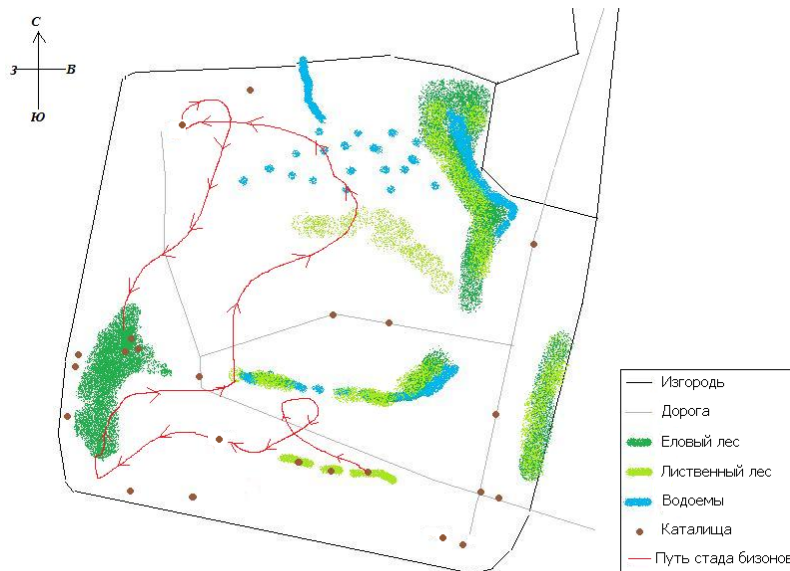 С
З В
Ю
Изгородь
Дорога
Еловый лес
Лиственный лес
Водоемы
Каталища
Путь стада бизонов